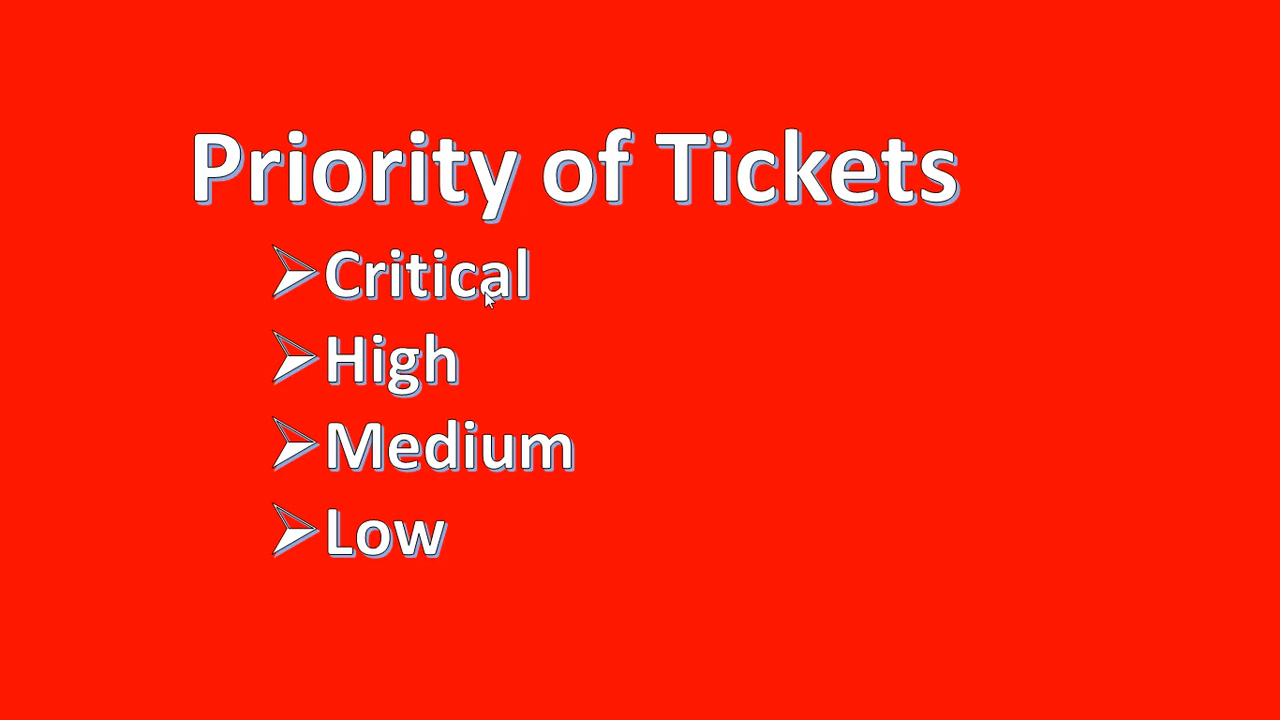 Priority of Tickets
➢Critical
➢High
➢Medium
➢Low